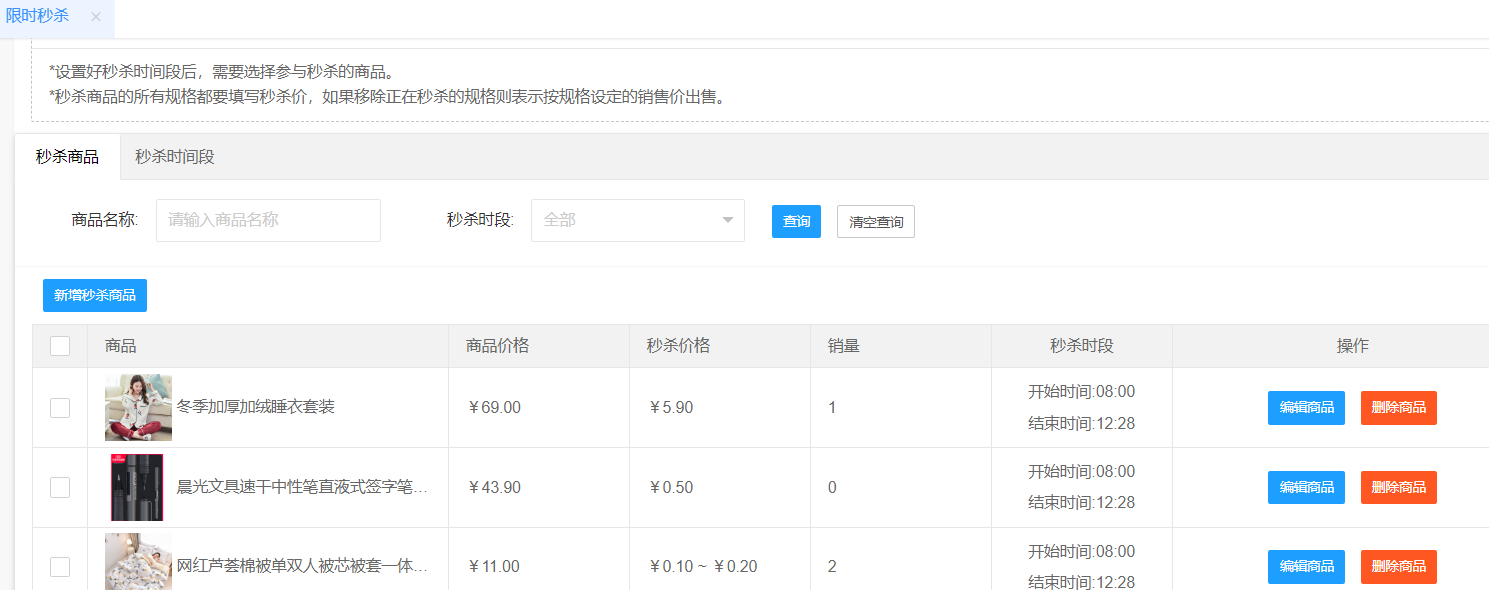 限时秒杀
*设置好秒杀时间段后，需要选择参与秒杀的商品。
*秒杀商品的所有规格都要填写秒杀价，如果移除正在秒杀的规格则表示按规格设定的销售价出售。
秒杀商品 秒杀时间段
商品名称: 请输入商品名称 秒杀时段: 全部 查询 清空查询
新增秒杀商品
商品 商品价格 秒杀价格 销量 秒杀时段 操作
冬季加厚加绒睡衣套装 ￥69.00 ￥5.90 1 开始时间:08:00 编辑商品 删除商品
结束时间:12:28
晨光文具速干中性笔直液式签字笔... ￥43.90 ￥0.50 0 开始时间:08:00 编辑商品 删除商品
结束时间:12:28
网红芦荟棉被单双人被芯被套一体... ￥11.00 ￥0.10 ~ ￥0.20 2 开始时间:08:00 编辑商品 删除商品
结束时间:12:28